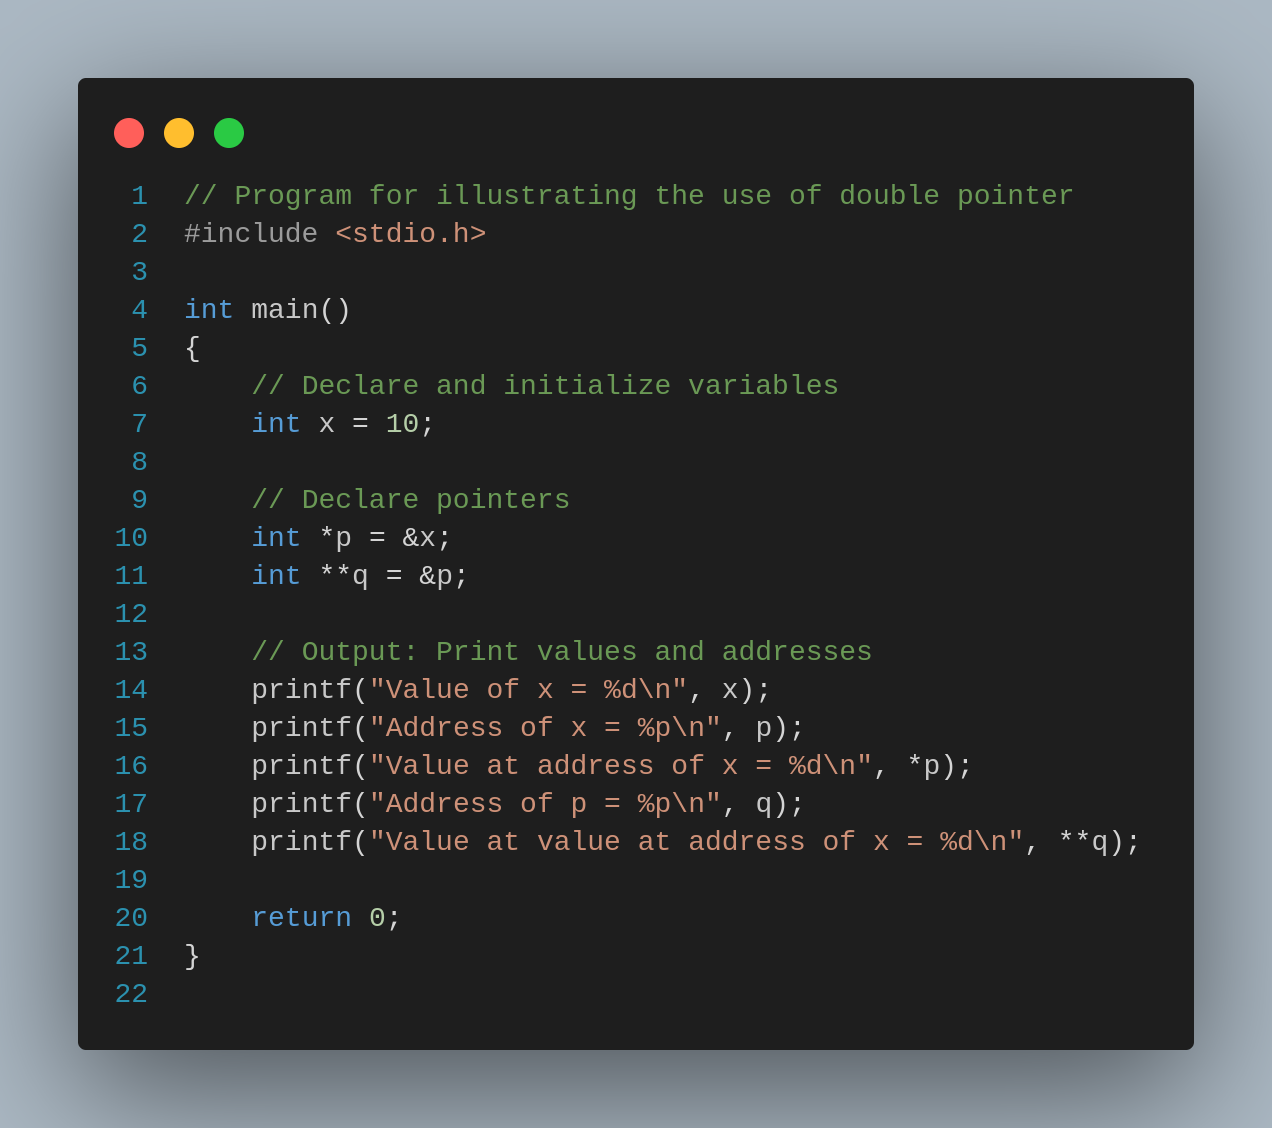 1 // Program for illustrating the use of double pointer
2 #include <stdio.h>
3
4 int main()
5 {
6     // Declare and initialize variables
7     int x = 10;
8
9     // Declare pointers
10     int *p = &x;
11     int **q = &p;
12
13     // Output: Print values and addresses
14     printf("Value of x = %d\n", x);
15     printf("Address of x = %p\n", p);
16     printf("Value at address of x = %d\n", *p);
17     printf("Address of p = %p\n", q);
18     printf("Value at value at address of x = %d\n", **q);
19
20     return 0;
21 }
22